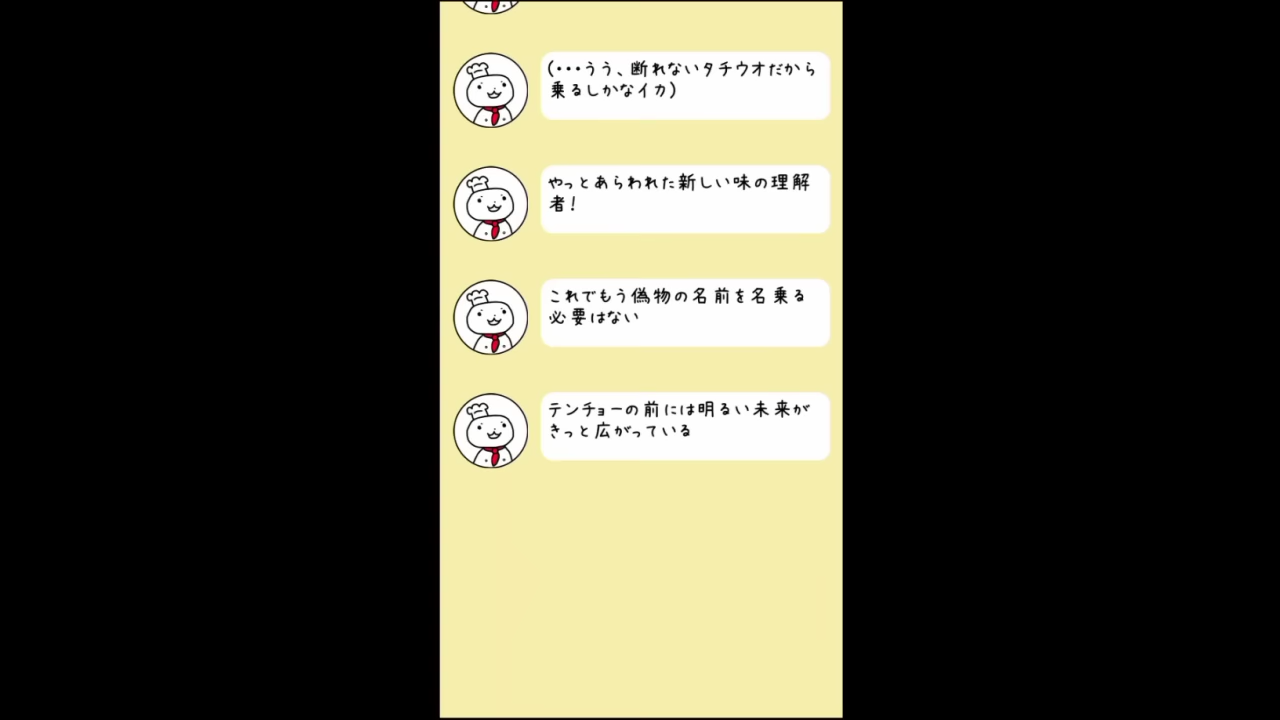 (・・・うう、断れないタチウオだから
乗るしかなイカ)
やっとあらわれた新しい味の理解
者!
これでもう偽物の名前を名乗る
必要はない
テンチョーの前には明るい未来が
きっと広がっている